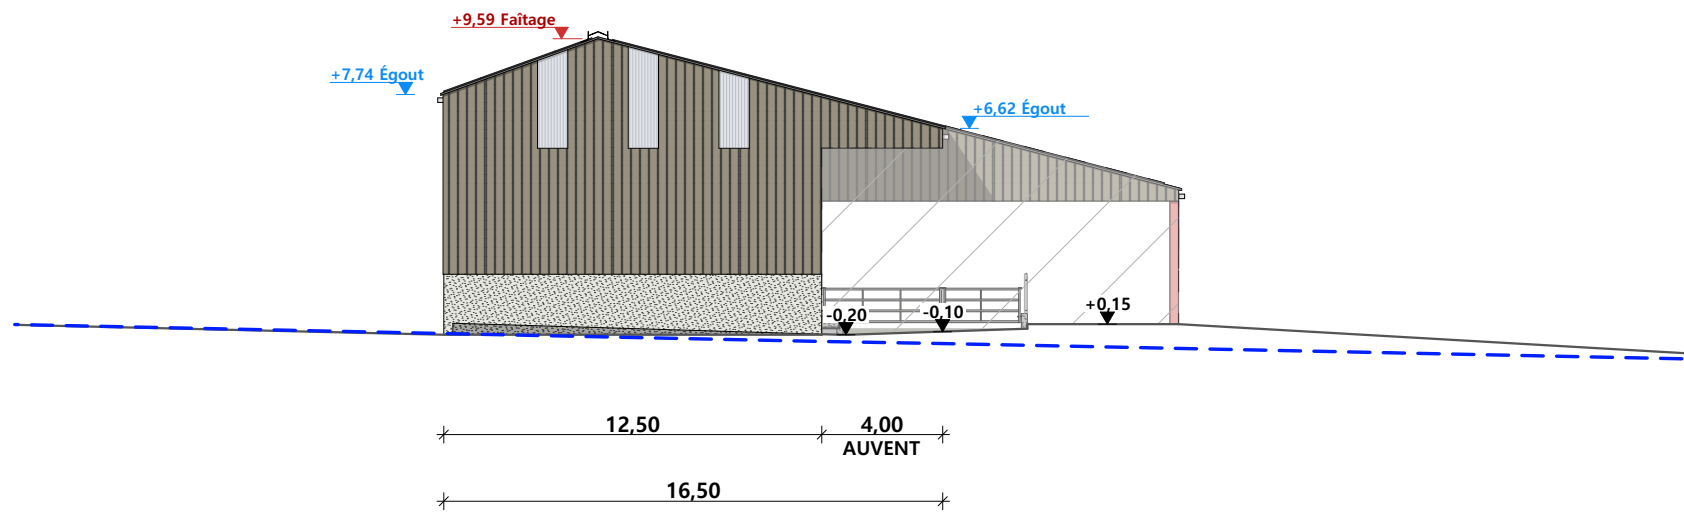 +9,59 Faîtage
+7,74 Égout
+6,62 Égout
+0,15
-0,20
-0,10
12,50
4,00
AUVENT
16,50